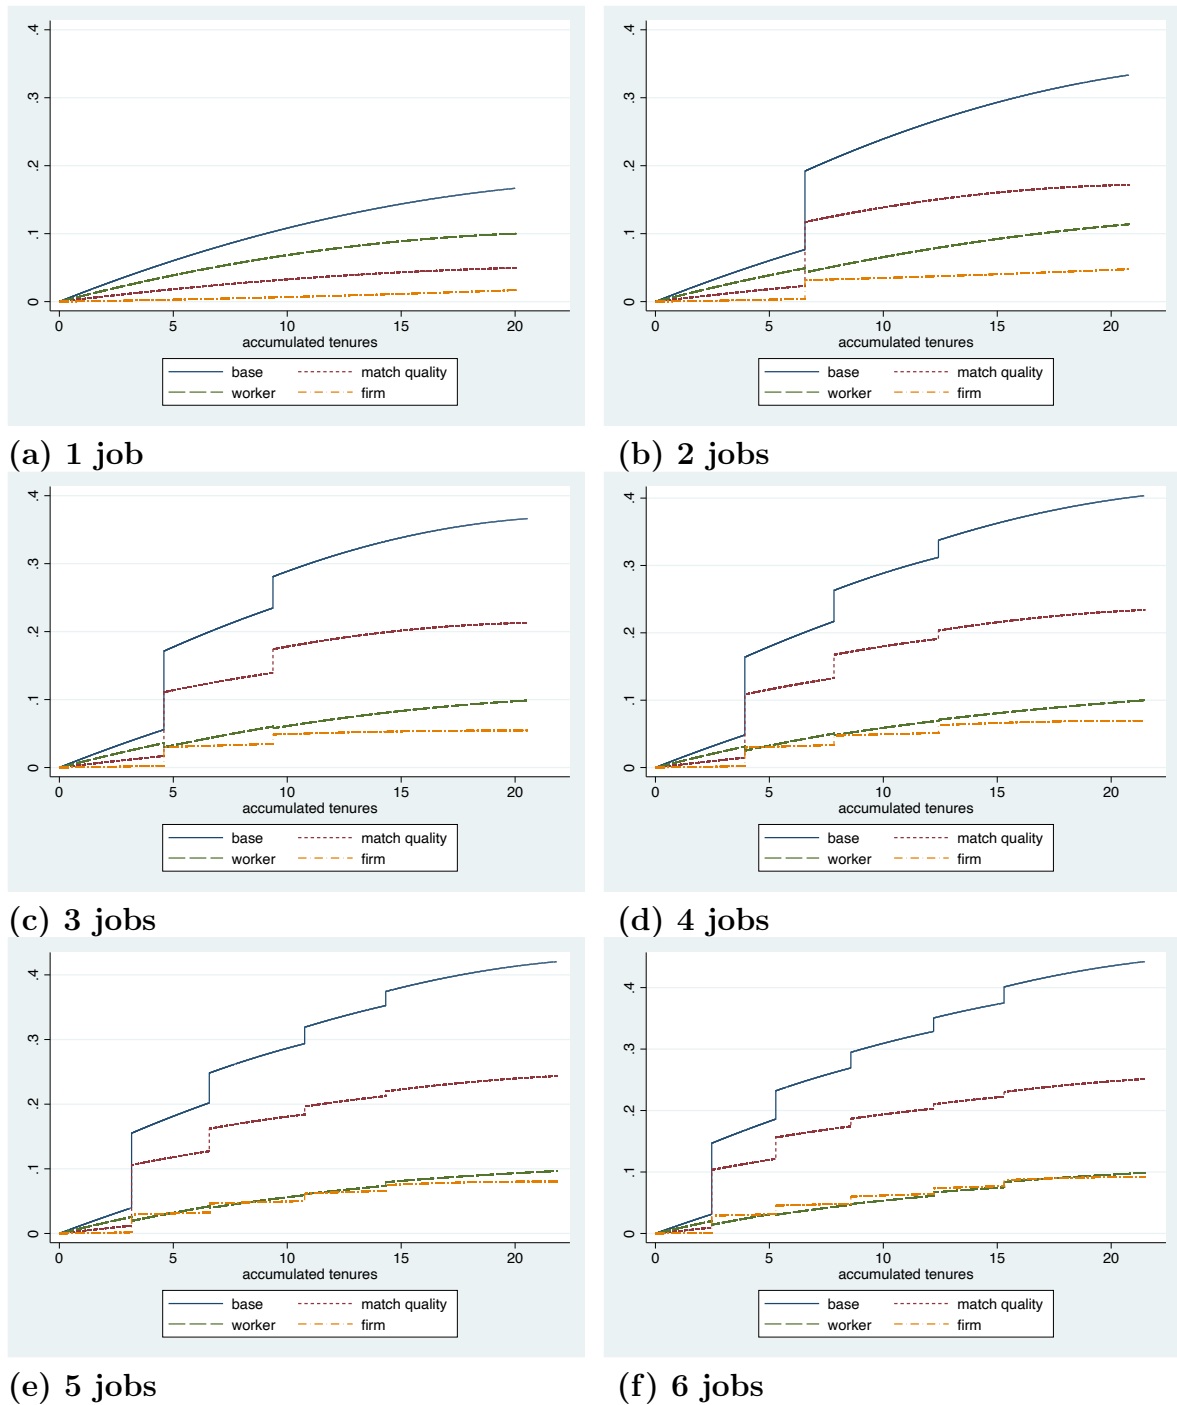 .4
.3
.2
.1
0
0 5 10 15 20
accumulated tenures
base match quality
worker firm
(a) 1 job
.4
.3
.2
.1
0
0 5 10 15 20
accumulated tenures
base match quality
worker firm
(b) 2 jobs
.4
.3
.2
.1
0
0 5 10 15 20
accumulated tenures
base match quality
worker firm
(c) 3 jobs
.4
.3
.2
.1
0
0 5 10 15 20
accumulated tenures
base match quality
worker firm
(d) 4 jobs
.4
.3
.2
.1
0
0 5 10 15 20
accumulated tenures
base match quality
worker firm
(e) 5 jobs
.4
.3
.2
.1
0
0 5 10 15 20
accumulated tenures
base match quality
worker firm
(f) 6 jobs